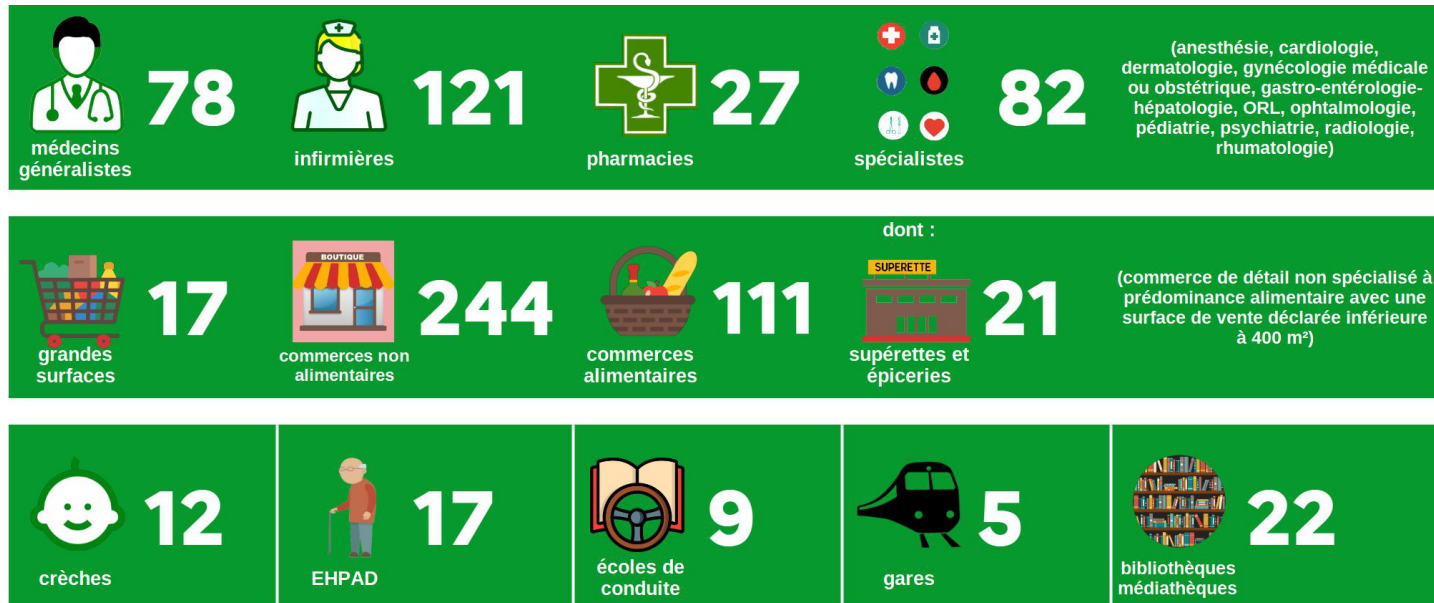 78
médecins
généralistes
121
infirmières
27
pharmacies
82
spécialistes
(anesthésie, cardiologie,
dermatologie, gynécologie médicale
ou obstétrique, gastro-entérologie-
hépatologie, ORL, ophtalmologie,
pédiatrie, psychiatrie, radiologie,
rhumatologie)
17
grandes
surfaces
BOUTIQUE
244
commerces non
alimentaires
111
commerces
alimentaires
dont :
SUPERETTE
21
supérettes et
épiceries
(commerce de détail non spécialisé à
prédominance alimentaire avec une
surface de vente déclarée inférieure
à 400 m²)
12
crèches
17
EHPAD
9
écoles de
conduite
5
gares
22
bibliothèques
médiathèques